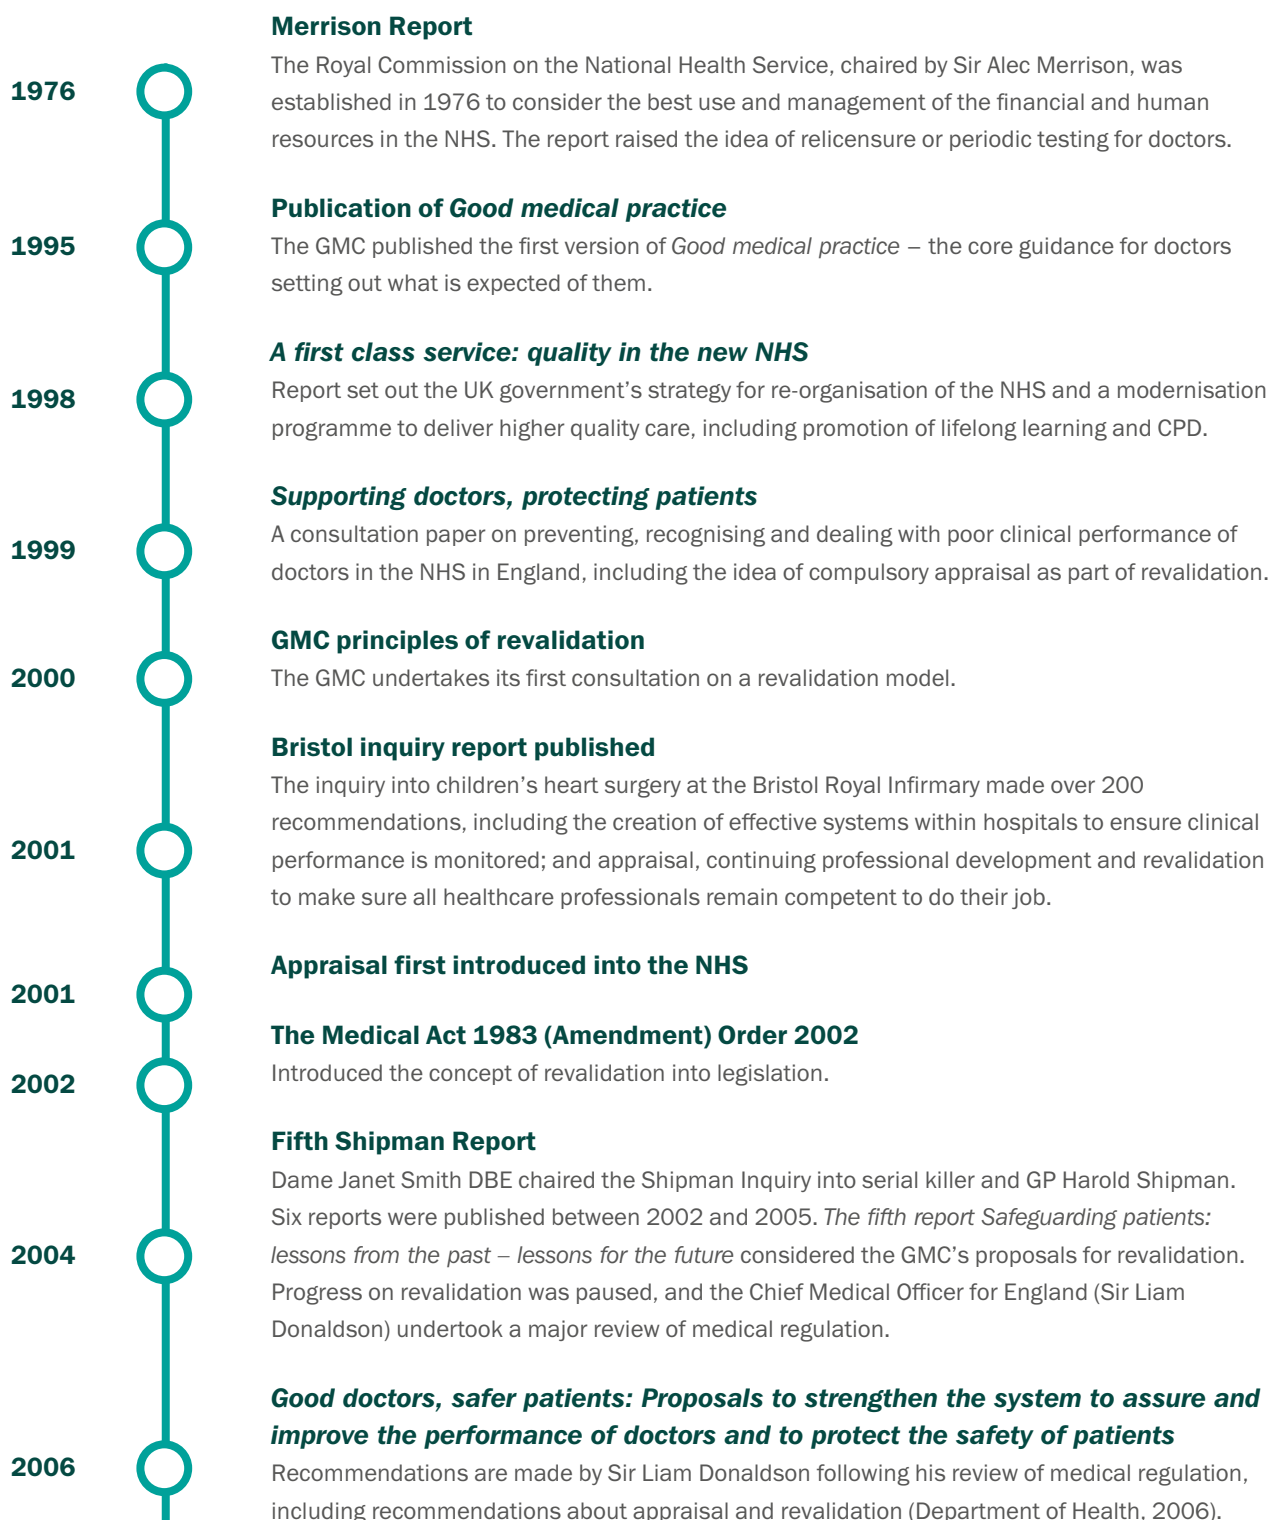 Merrison Report
1976
The Royal Commission on the National Health Service, chaired by Sir Alec Merrison, was
established in 1976 to consider the best use and management of the financial and human
resources in the NHS. The report raised the idea of relicensure or periodic testing for doctors.
Publication of Good medical practice
1995
The GMC published the first version of Good medical practice – the core guidance for doctors
setting out what is expected of them.
A first class service: quality in the new NHS
1998
Report set out the UK government’s strategy for re-organisation of the NHS and a modernisation
programme to deliver higher quality care, including promotion of lifelong learning and CPD.
Supporting doctors, protecting patients
1999
A consultation paper on preventing, recognising and dealing with poor clinical performance of
doctors in the NHS in England, including the idea of compulsory appraisal as part of revalidation.
GMC principles of revalidation
2000
The GMC undertakes its first consultation on a revalidation model.
Bristol inquiry report published
2001
The inquiry into children’s heart surgery at the Bristol Royal Infirmary made over 200
recommendations, including the creation of effective systems within hospitals to ensure clinical
performance is monitored; and appraisal, continuing professional development and revalidation
to make sure all healthcare professionals remain competent to do their job.
2001
Appraisal first introduced into the NHS
The Medical Act 1983 (Amendment) Order 2002
2002
Introduced the concept of revalidation into legislation.
Fifth Shipman Report
2004
Dame Janet Smith DBE chaired the Shipman Inquiry into serial killer and GP Harold Shipman.
Six reports were published between 2002 and 2005. The fifth report Safeguarding patients:
lessons from the past – lessons for the future considered the GMC’s proposals for revalidation.
Progress on revalidation was paused, and the Chief Medical Officer for England (Sir Liam
Donaldson) undertook a major review of medical regulation.
Good doctors, safer patients: Proposals to strengthen the system to assure and
improve the performance of doctors and to protect the safety of patients
2006
Recommendations are made by Sir Liam Donaldson following his review of medical regulation,
including recommendations about appraisal and revalidation (Department of Health, 2006).